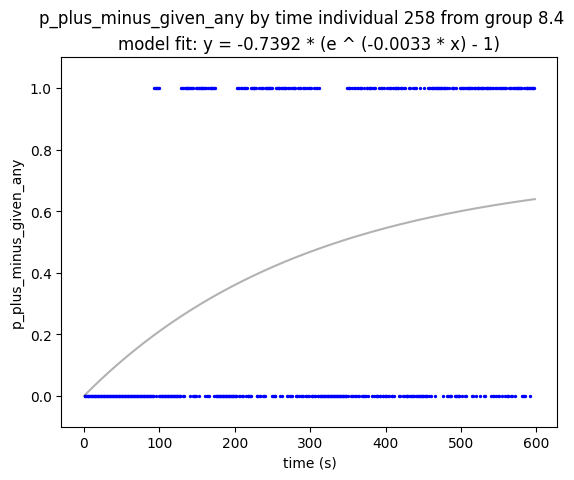 p_plus_minus_given_any by time individual 258 from group 8.4
model fit: y = -0.7392 * (e ^ (-0.0033 * x) - 1)
1.0
0.8
0.6
0.4
0.2
0.0
p_plus_minus_given_any
0 100 200 300 400 500 600
time (s)